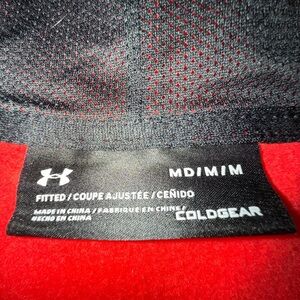 MD/M/M
FITTED / COUPE AJUSTÉE / CEÑIDO
MADE IN CHINA / FABRIQUÉ EN CHINE /
HECHO EN CHINA
COLDGEAR